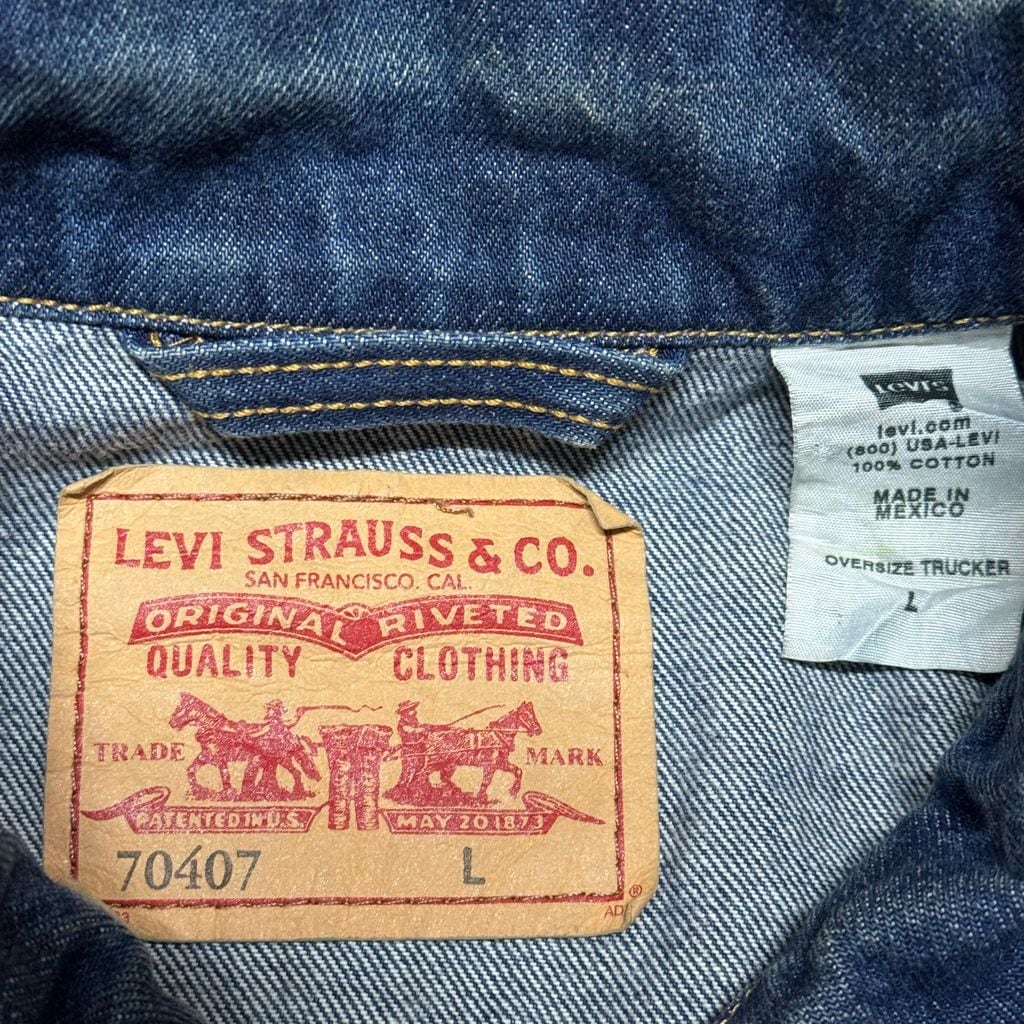 LEVI STRAUSS & CO.
SAN FRANCISCO. CAL.
ORIGINAL RIVETED
QUALITY CLOTHING
TRADE MARK
PATENTED IN U.S. MAY 20 1873
70407 L
®
LEVI'S
levi.com
(800) USA-LEVI
100% COTTON
MADE IN
MEXICO
OVERSIZE TRUCKER
L